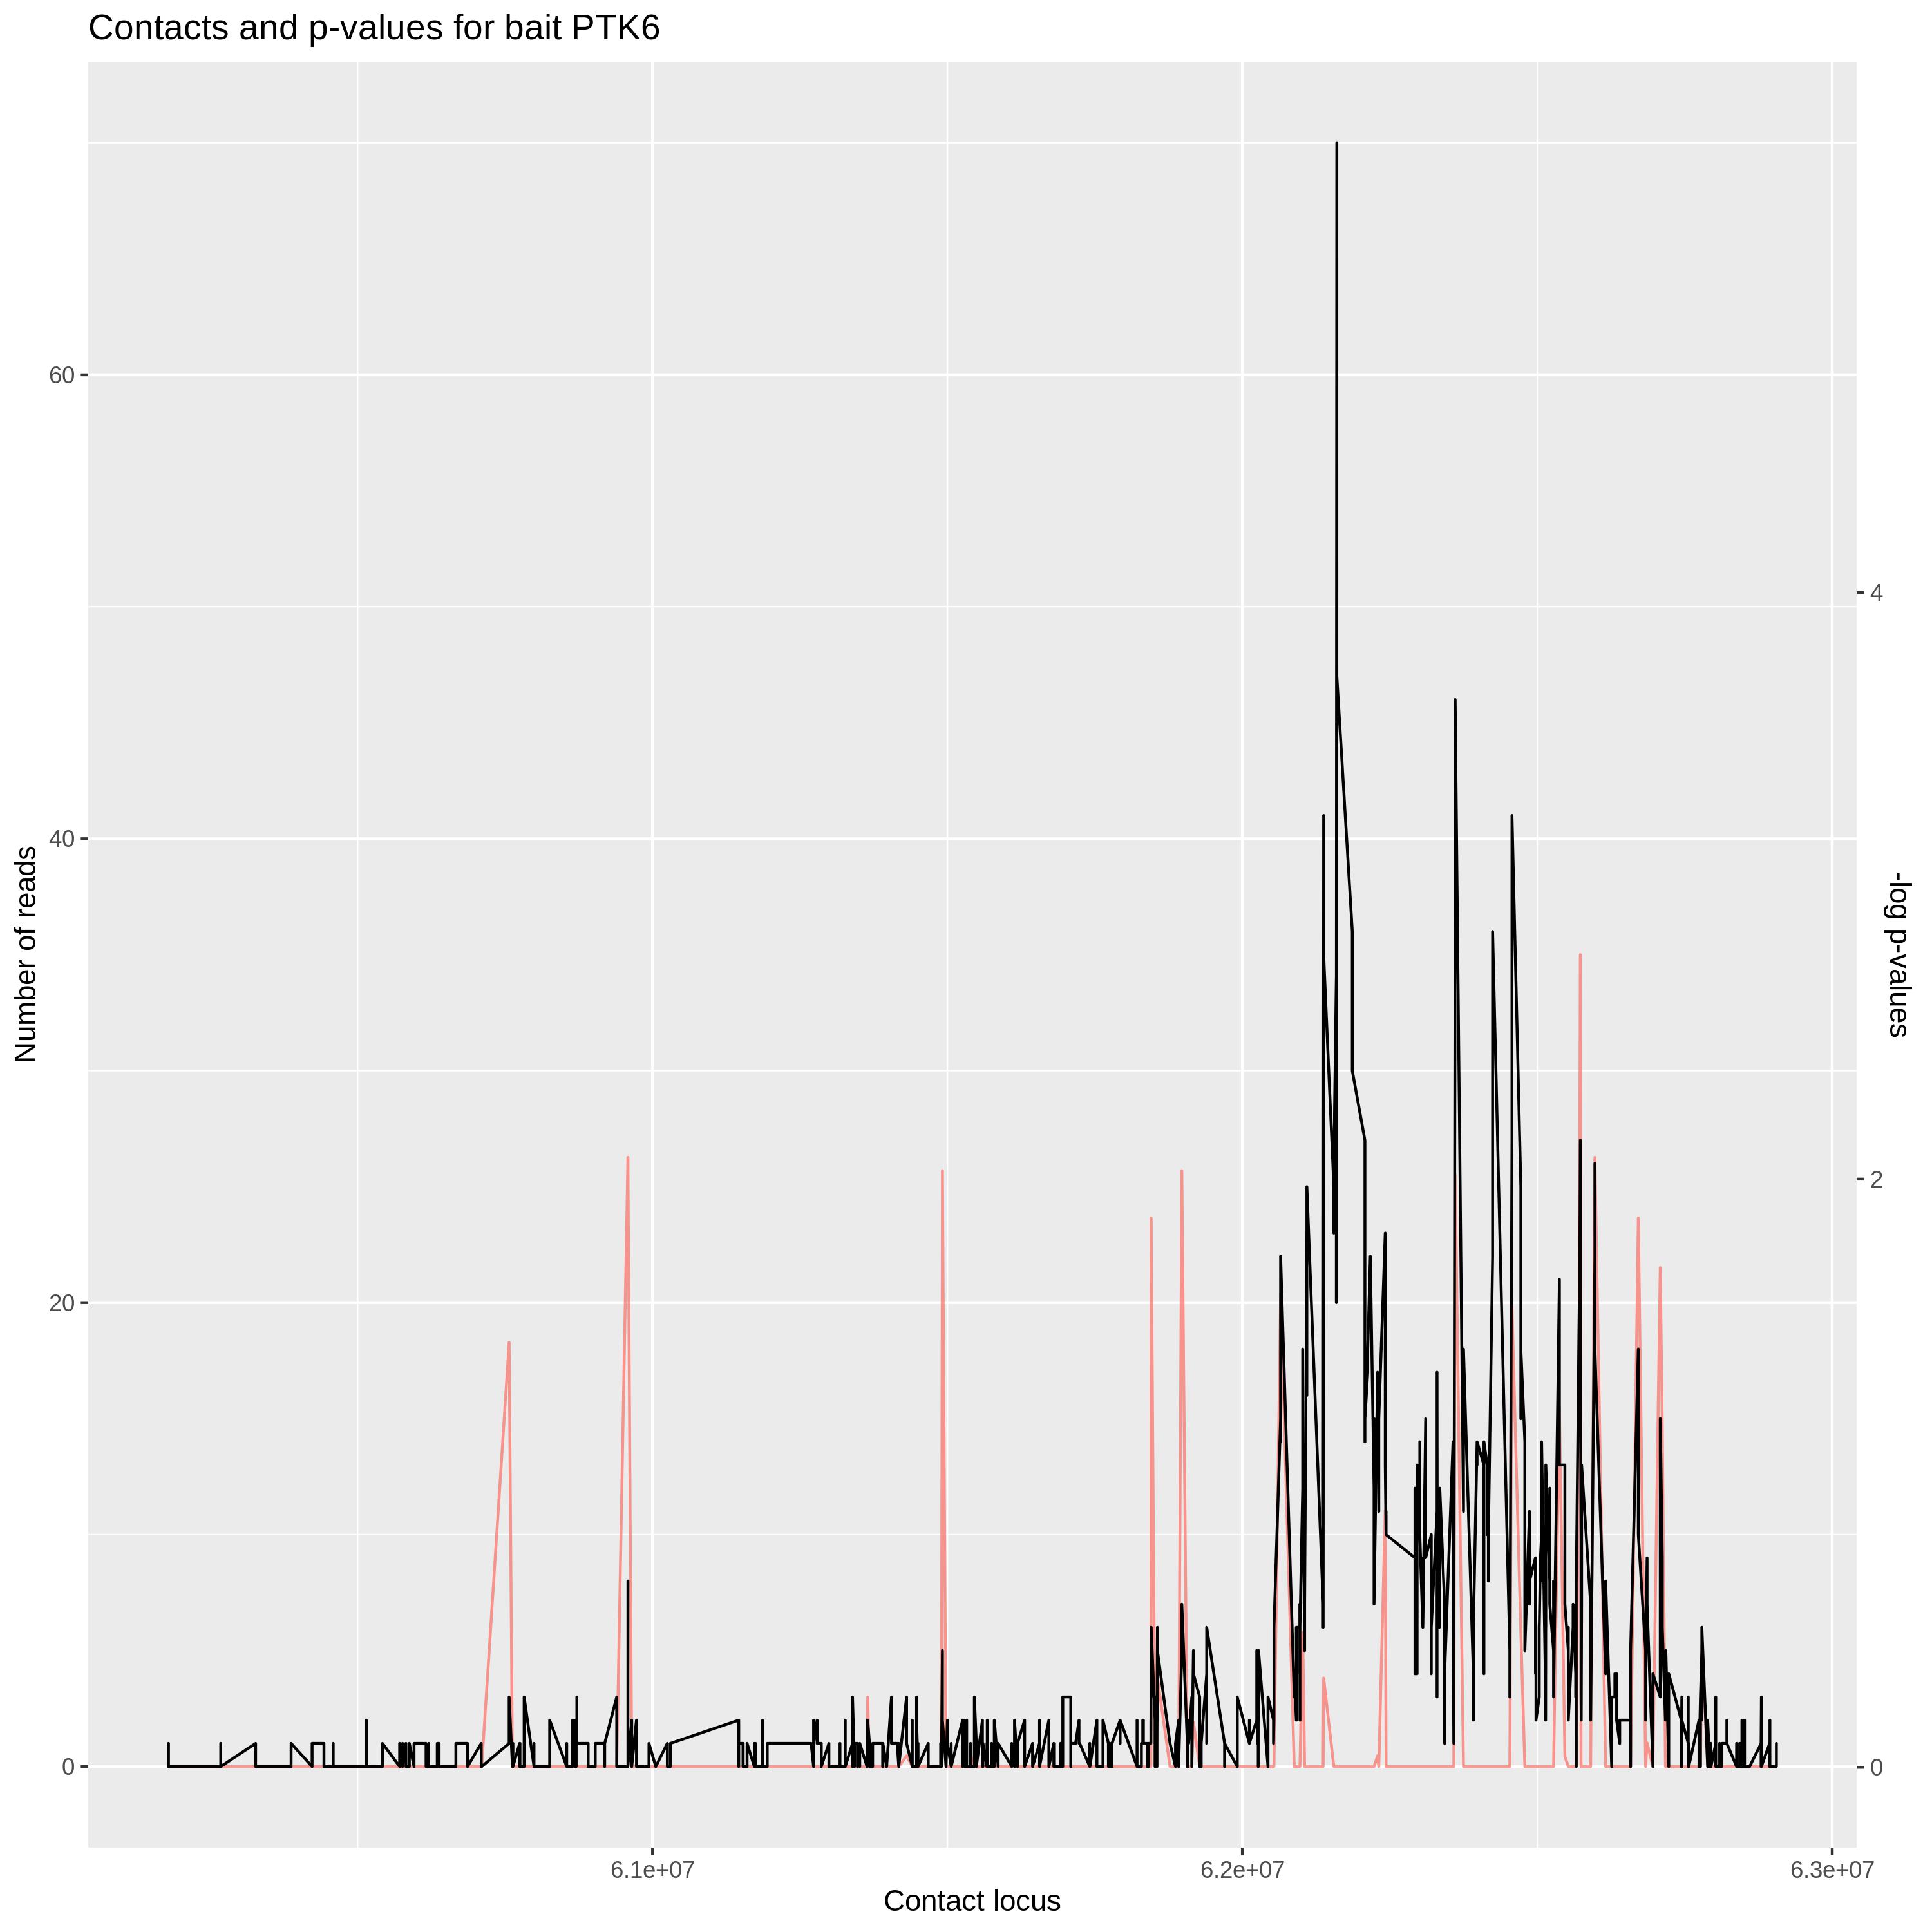 Contacts and p-values for bait PTK6
60
40
20
0
Number of reads
4
2
0
-log p-values
6.1e+07
6.2e+07
6.3e+07
Contact locus